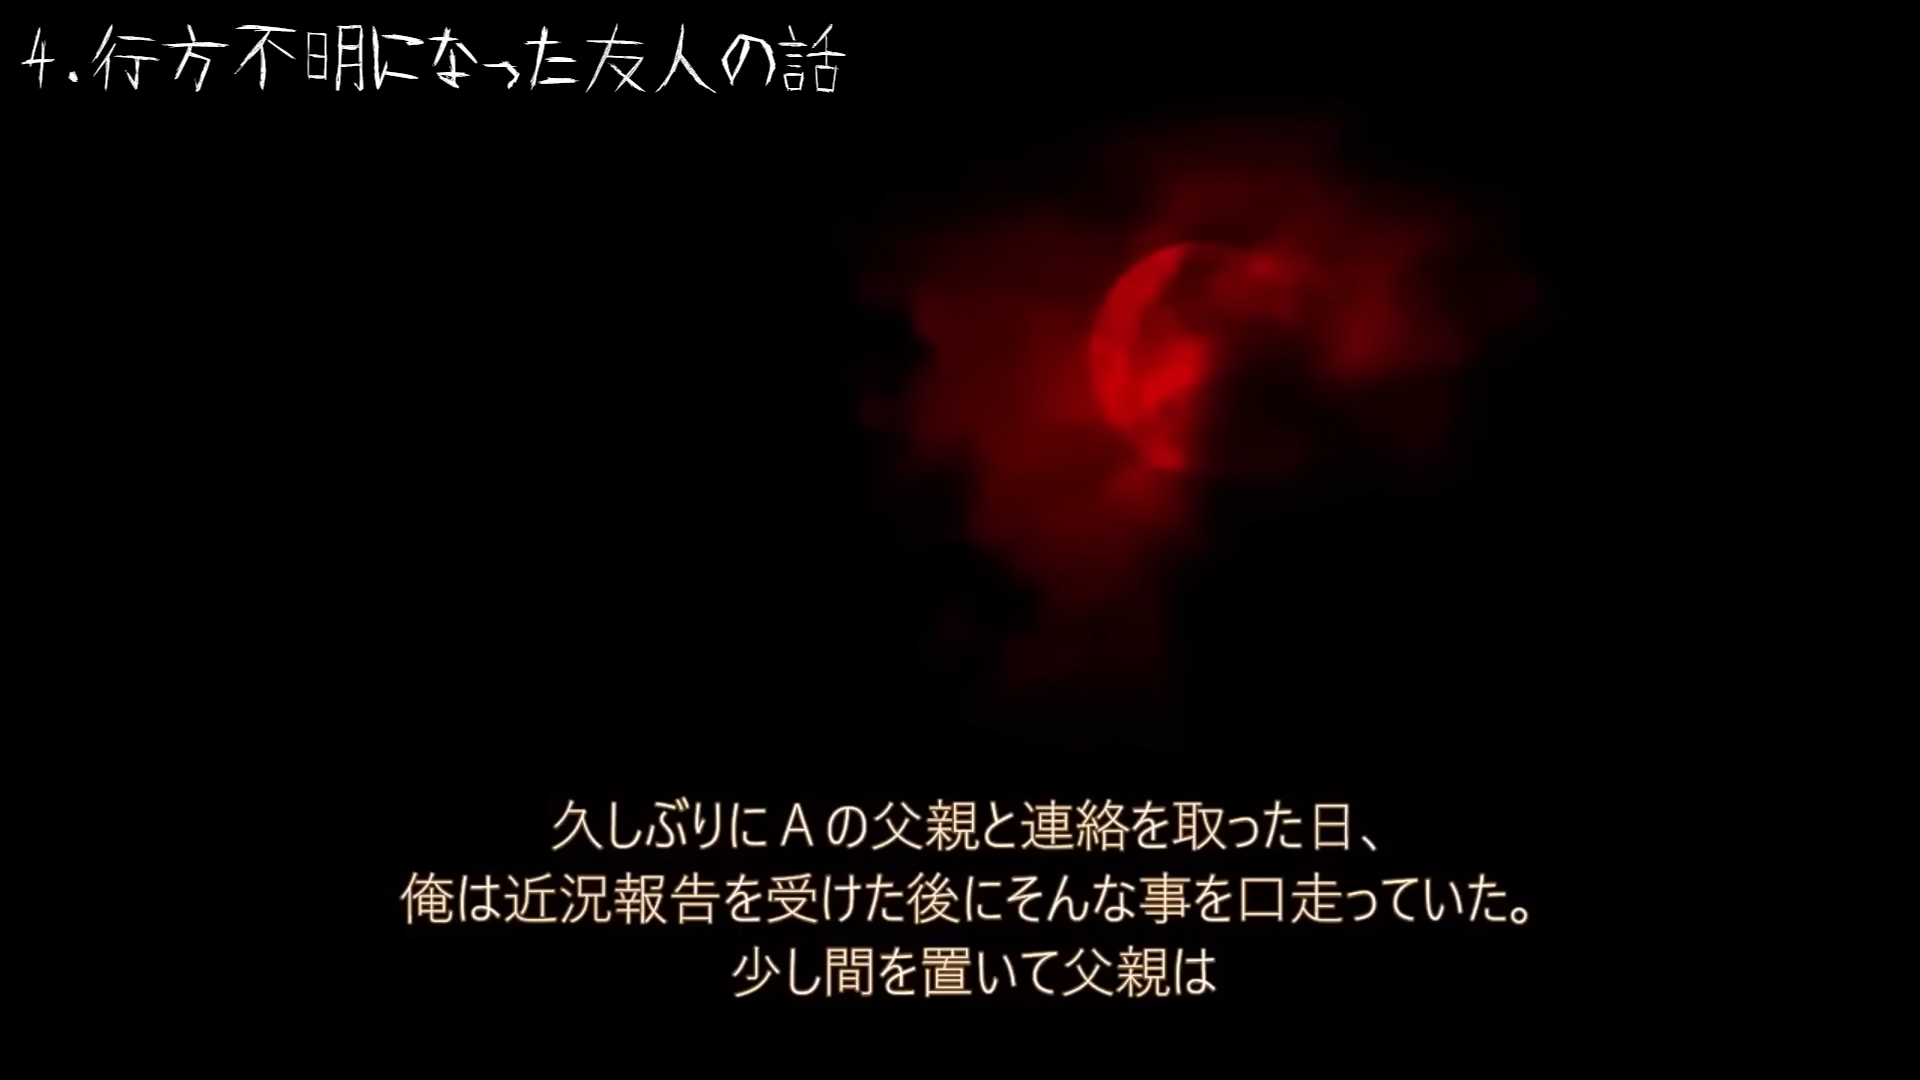 4.行方不明になった友人の話
久しぶりにAの父親と連絡を取った日、
俺は近況報告を受けた後にそんな事を口走っていた。
少し間を置いて父親は